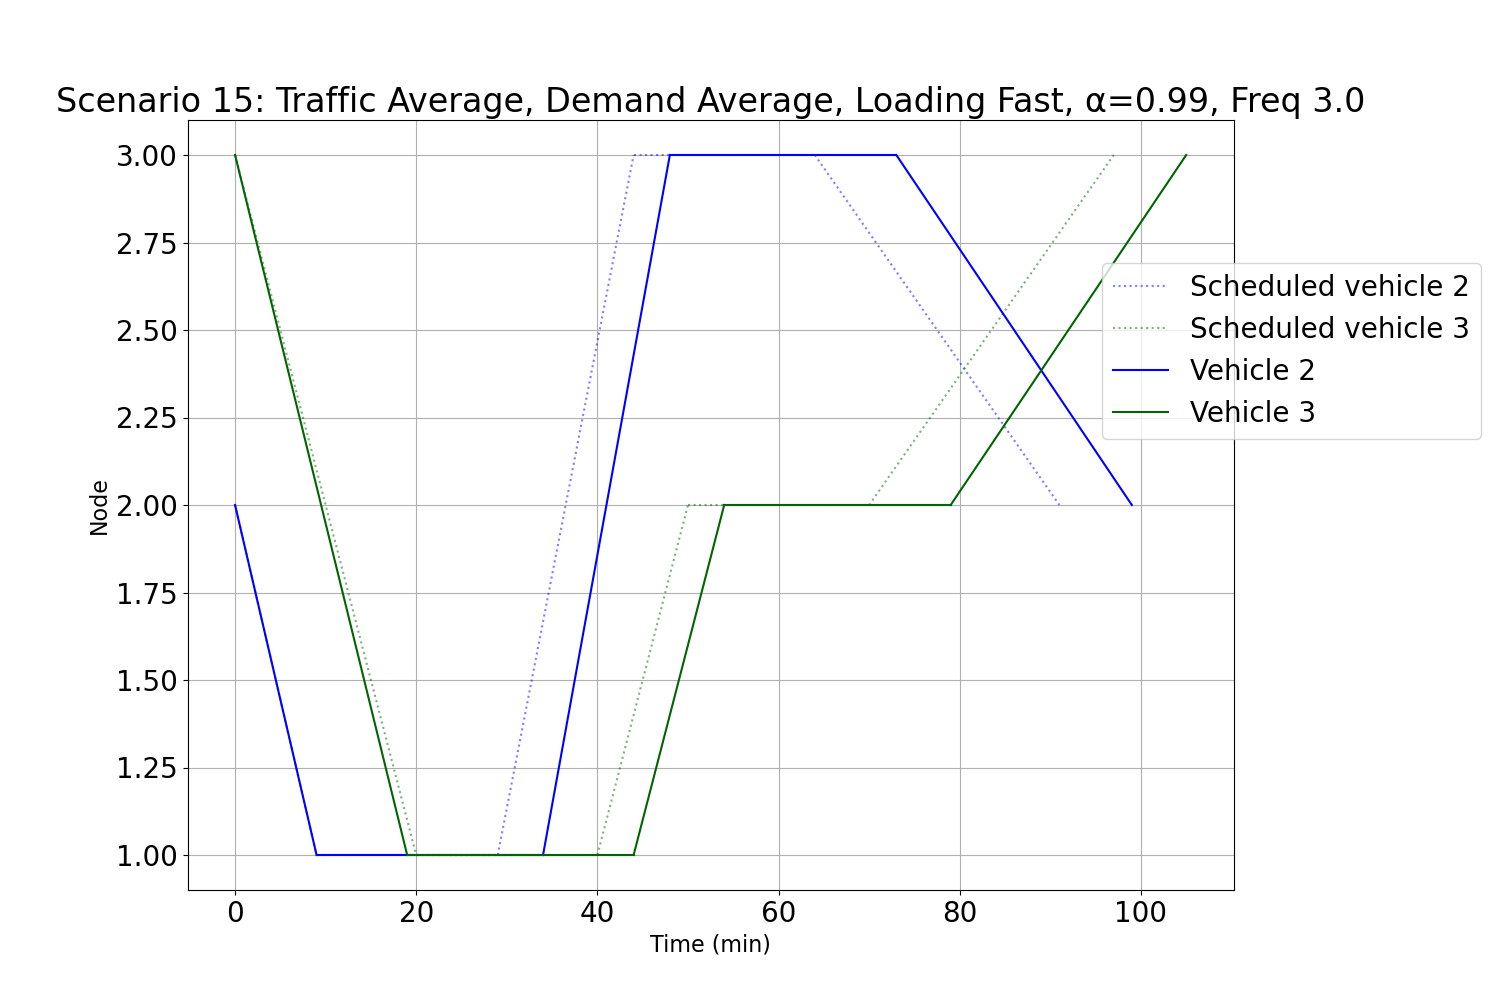 Scenario 15: Traffic Average, Demand Average, Loading Fast, α=0.99, Freq 3.0
3.00
2.75
2.50
2.25
2.00
1.75
1.50
1.25
1.00
Node
0 20 40 60 80 100
Time (min)
Scheduled vehicle 2
Scheduled vehicle 3
Vehicle 2
Vehicle 3